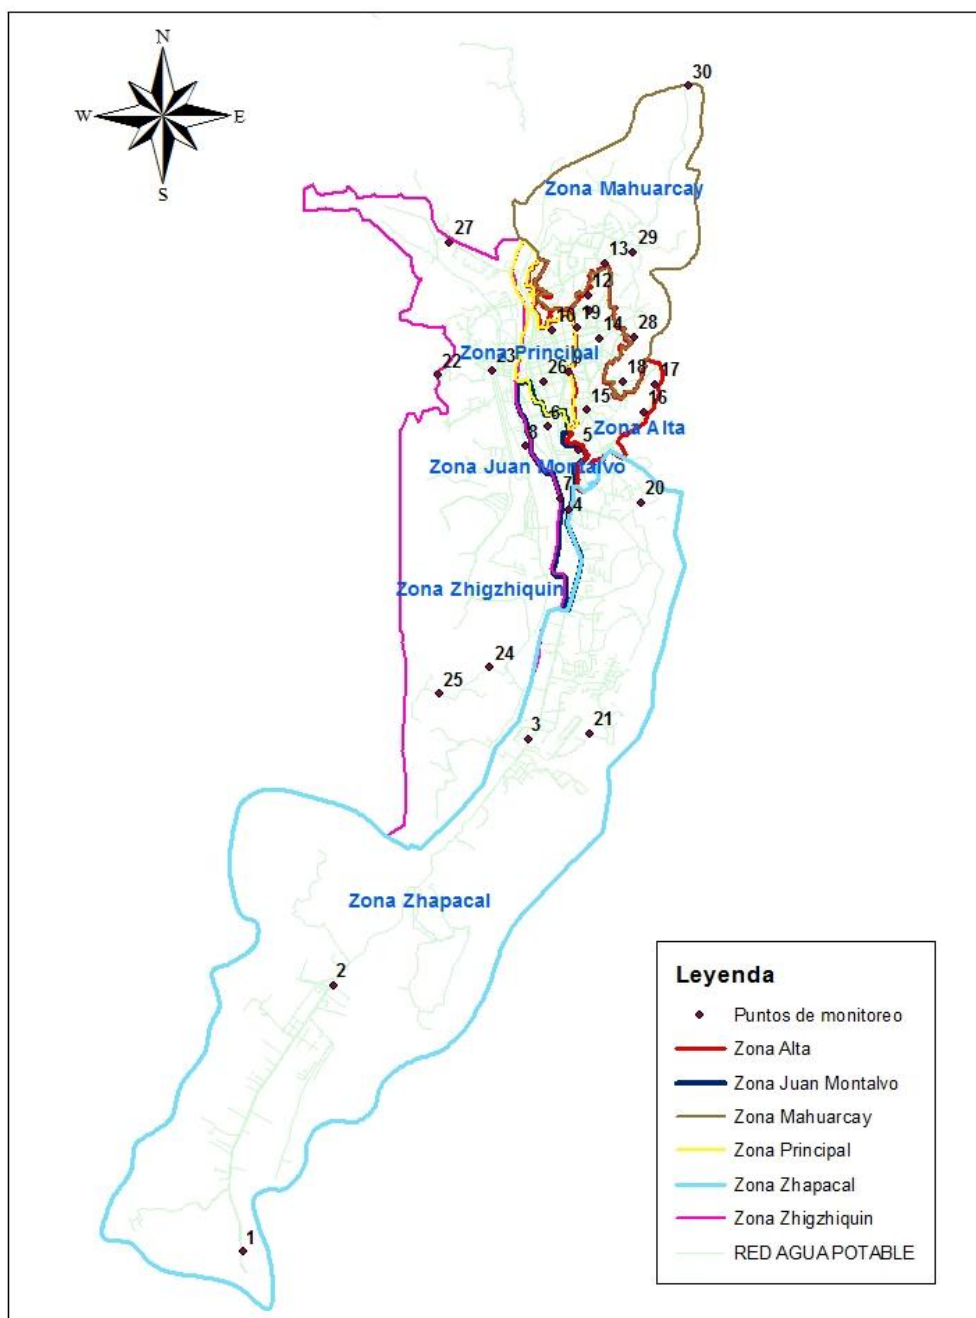 N
W E
S
30
Zona Mahuarcay
27
13 29
12
10 19 14 28
Zona Principal
22 23 26 9 18 17
15 16
6 Zona Alta
8 5
Zona Juan Montalvo
7 20
4
Zona Zhigzhiquin
24
25
3 21
Zona Zhapacal
2
1
Leyenda
Puntos de monitoreo
Zona Alta
Zona Juan Montalvo
Zona Mahuarcay
Zona Principal
Zona Zhapacal
Zona Zhigzhiquin
RED AGUA POTABLE